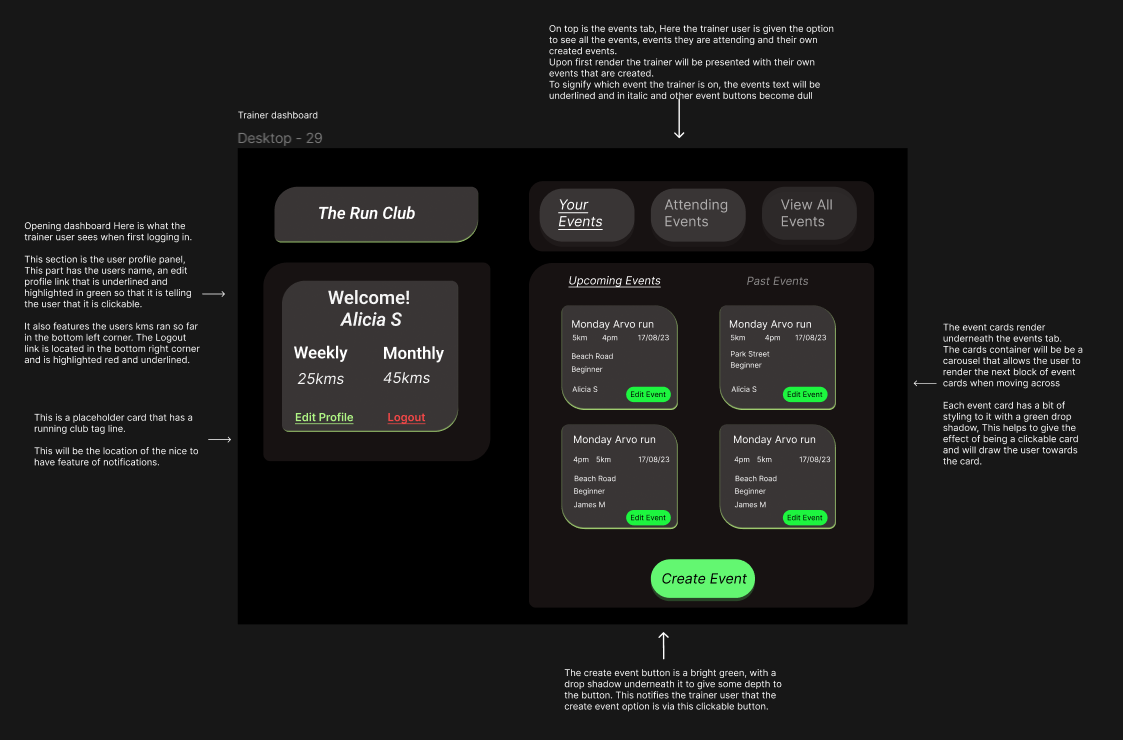 On top is the events tab, Here the trainer user is given the option
to see all the events, events they are attending and their own
created events.
Upon first render the trainer will be presented with their own
events that are created.
To signify which event the trainer is on, the events text will be
underlined and in italic and other event buttons become dull
Trainer dashboard
Desktop - 29
The Run Club
Your
Events
Attending
Events
View All
Events
Opening dashboard Here is what the
trainer user sees when first logging in.
This section is the user profile panel,
This part has the users name, an edit
profile link that is underlined and
highlighted in green so that it is telling
the user that it is clickable.
It also features the users kms ran so far
in the bottom left corner. The Logout
link is located in the bottom right corner
and is highlighted red and underlined.
This is a placeholder card that has a
running club tag line.
This will be the location of the nice to
have feature of notifications.
Welcome!
Alicia S
Weekly
Monthly
25kms
45kms
Edit Profile
Logout
Upcoming Events
Past Events
Monday Arvo run
5km 4pm 17/08/23
Beach Road
Beginner
Alicia S
Edit Event
Monday Arvo run
5km 4pm 17/08/23
Park Street
Beginner
Alicia S
Edit Event
Monday Arvo run
4pm 5km 17/08/23
Beach Road
Beginner
James M
Edit Event
Monday Arvo run
4pm 5km 17/08/23
Beach Road
Beginner
James M
Edit Event
Create Event
The event cards render
underneath the events tab.
The cards container will be be a
carousel that allows the user to
render the next block of event
cards when moving across
Each event card has a bit of
styling to it with a green drop
shadow, This helps to give the
effect of being a clickable card
and will draw the user towards
the card.
The create event button is a bright green, with a
drop shadow underneath it to give some depth to
the button. This notifies the trainer user that the
create event option is via this clickable button.